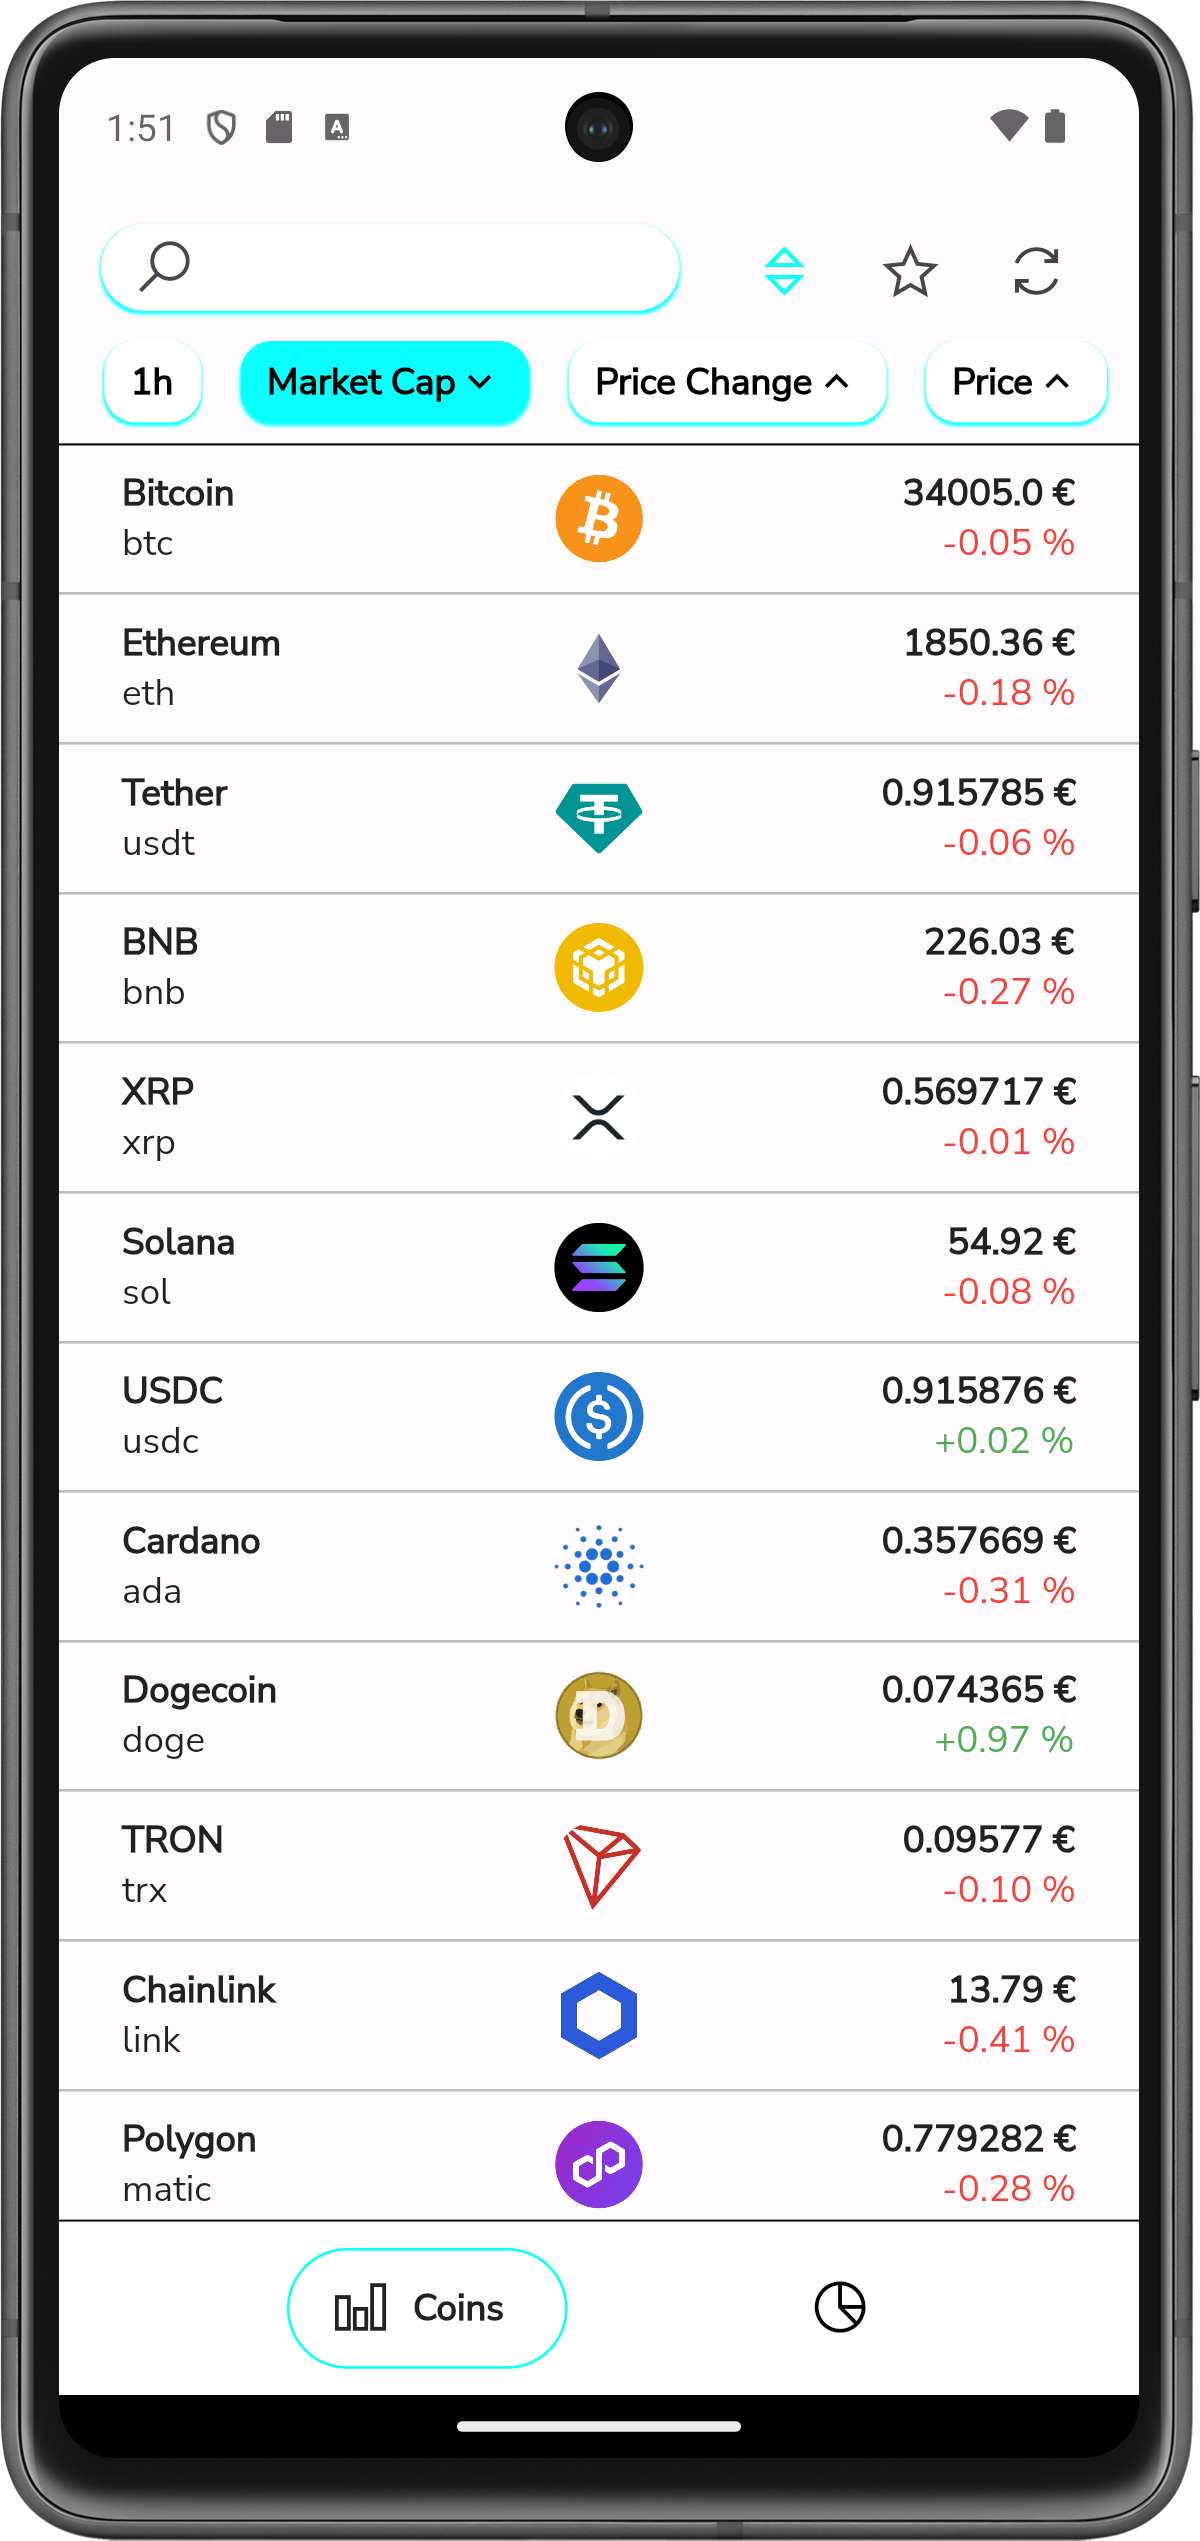 1:51
A
1h Market Cap Price Change Price
Bitcoin 34005.0 €
btc -0.05 %
Ethereum 1850.36 €
eth -0.18 %
Tether 0.915785 €
usdt -0.06 %
BNB 226.03 €
bnb -0.27 %
XRP 0.569717 €
xrp -0.01 %
Solana 54.92 €
sol -0.08 %
USDC 0.915876 €
usdc +0.02 %
Cardano 0.357669 €
ada -0.31 %
Dogecoin 0.074365 €
doge +0.97 %
TRON 0.09577 €
trx -0.10 %
Chainlink 13.79 €
link -0.41 %
Polygon 0.779282 €
matic -0.28 %
Coins